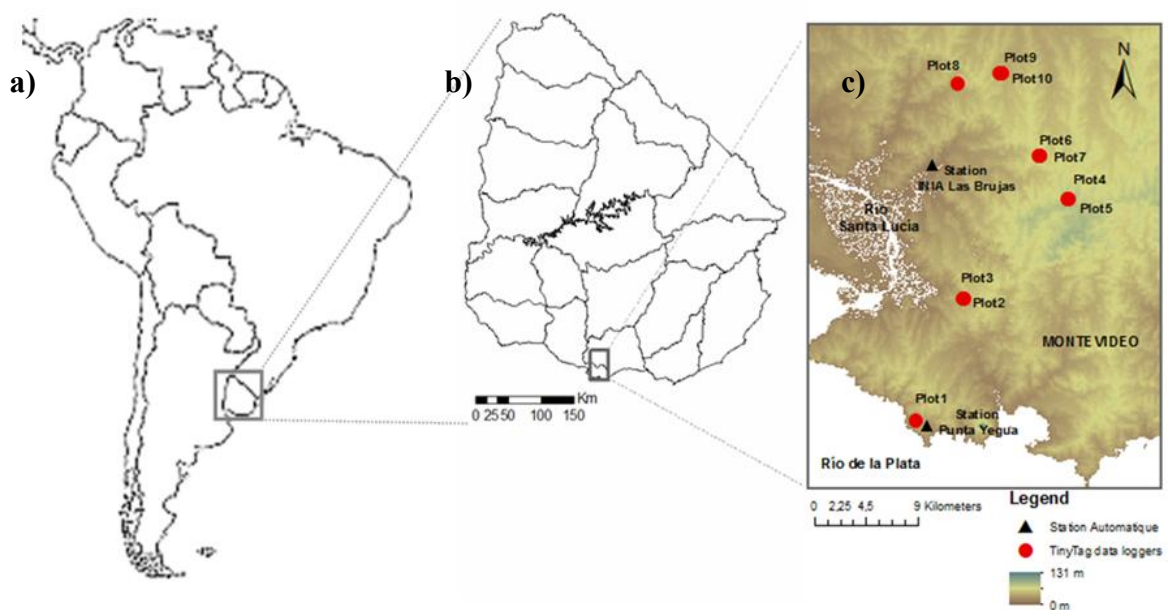 a)
b)
c)
N
Plot8
Plot9
Plot10
Plot6
Plot7
Station
INIA Las Brujas
Plot4
Plot5
Río
Santa Lucía
Plot3
Plot2
MONTEVIDEO
Plot1
Station
Punta Yegua
Río de la Plata
Km
0 25 50 100 150
0 2,25 4,5 9 Kilometers
Legend
Station Automatique
TinyTag data loggers
131 m
0 m